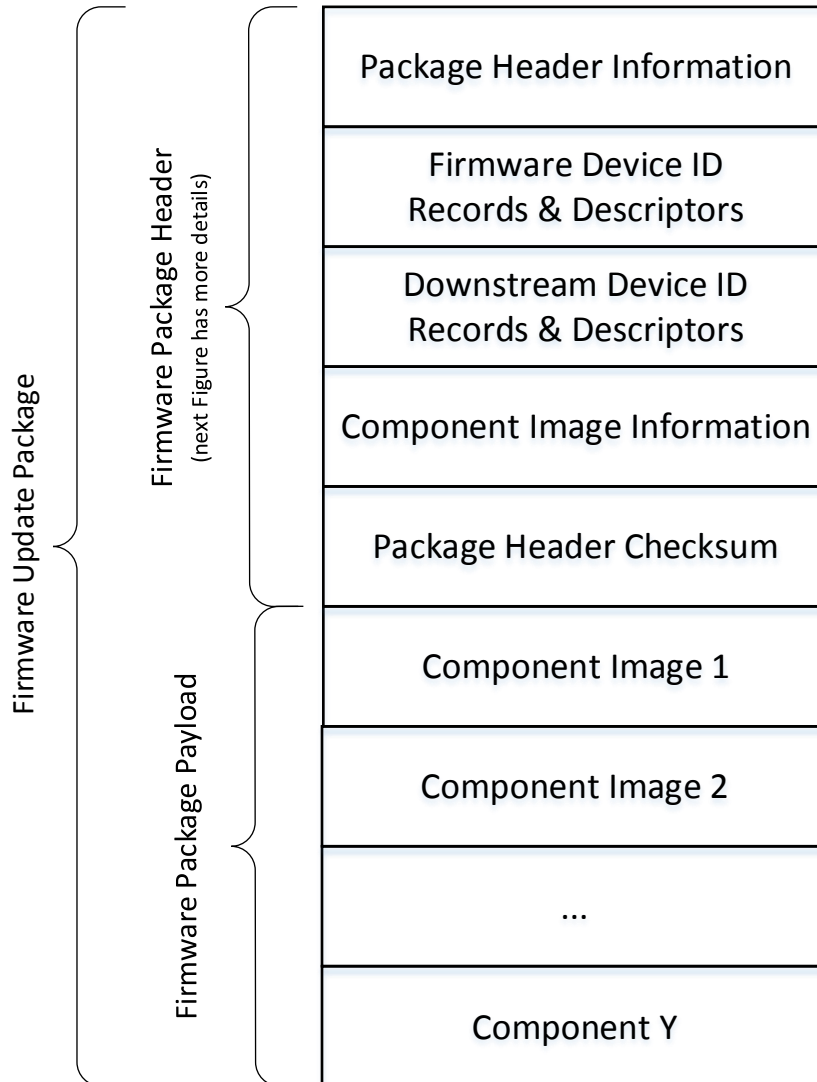 Firmware Update Package
Firmware Package Header
(next Figure has more details)
Firmware Package Payload
Package Header Information
Firmware Device ID
Records & Descriptors
Downstream Device ID
Records & Descriptors
Component Image Information
Package Header Checksum
Component Image 1
Component Image 2
...
Component Y